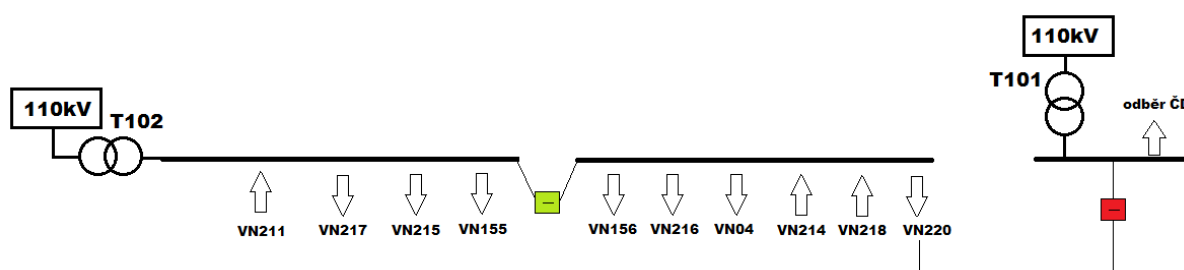 110kV
T101
odběr ČD
110kV
T102
VN211
VN217
VN215
VN155
VN156
VN216
VN04
VN214
VN218
VN220